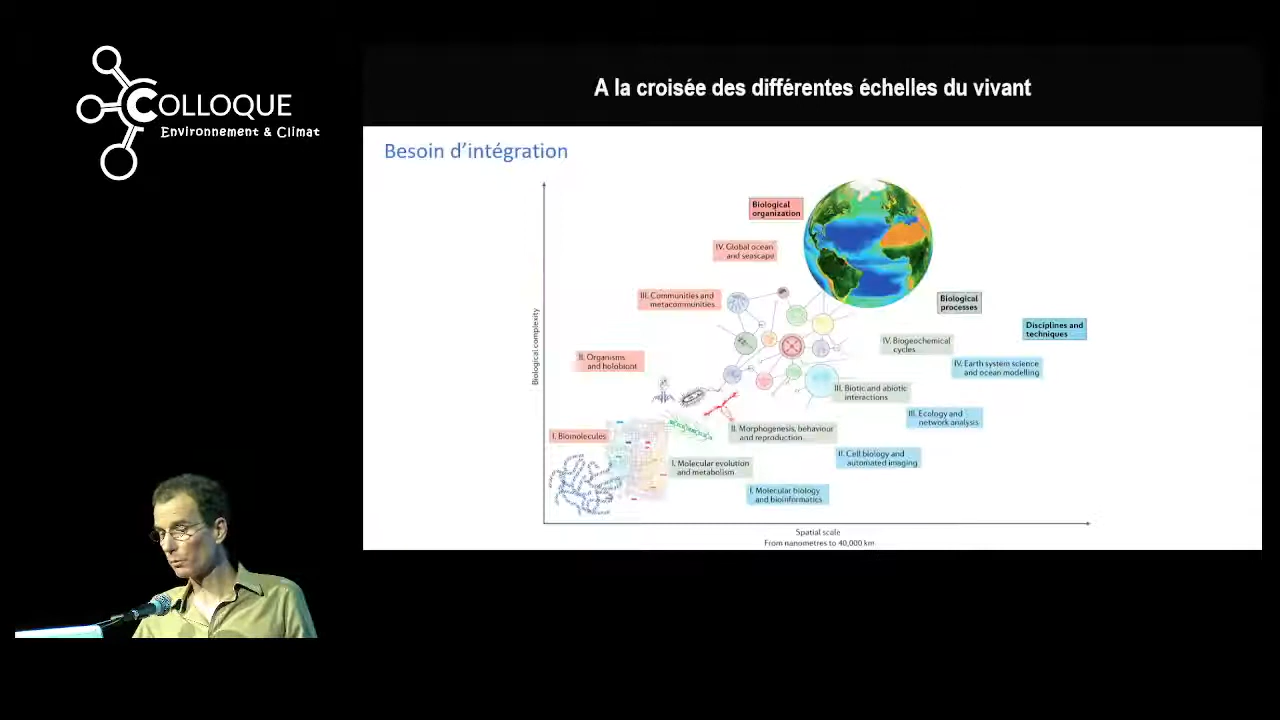 COLLOQUE
Environnement & Climat
A la croisée des différentes échelles du vivant
Besoin d'intégration
Biological
organization
IV. Global ocean
and seascape
III. Communities and
metacommunities
Biological
processes
Disciplines and
techniques
IV. Biogeochemical
cycles
II. Organisms
and holobiont
IV. Earth system science
and ocean modelling
III. Biotic and abiotic
interactions
III. Ecology and
network analysis
I. Biomolecules
II. Morphogenesis, behaviour
and reproduction
II. Cell biology and
automated imaging
I. Molecular evolution
and metabolism
I. Molecular biology
and bioinformatics
Biological complexity
Spatial scale
From nanometres to 40,000 km